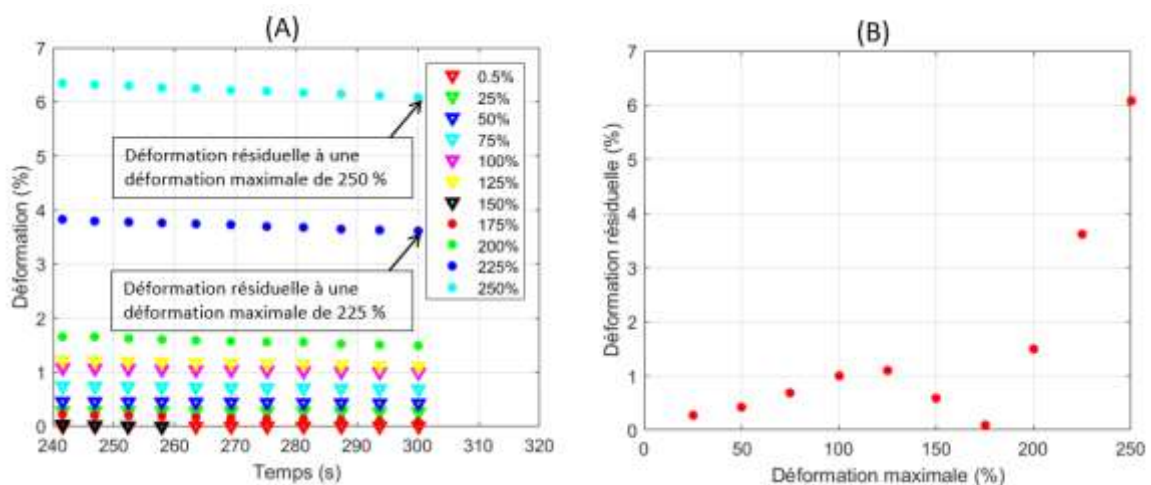 (A)
7
6
5
4
3
2
1
0
Déformation (%)
240 250 260 270 280 290 300 310 320
Temps (s)
0.5%
25%
50%
75%
100%
125%
150%
175%
200%
225%
250%
Déformation résiduelle à une
déformation maximale de 250 %
Déformation résiduelle à une
déformation maximale de 225 %
(B)
7
6
5
4
3
2
1
0
Déformation résiduelle (%)
0 50 100 150 200 250
Déformation maximale (%)